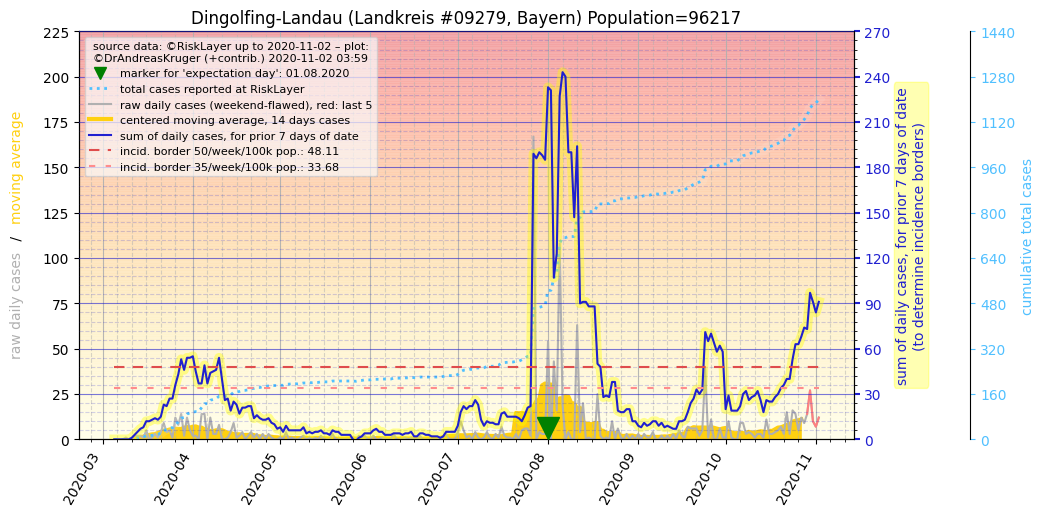 Dingolfing-Landau (Landkreis #09279, Bayern) Population=96217
source data: ©RiskLayer up to 2020-11-02 – plot:
©DrAndreasKruger (+contrib.) 2020-11-02 03:59
marker for 'expectation day': 01.08.2020
total cases reported at RiskLayer
raw daily cases (weekend-flawed), red: last 5
centered moving average, 14 days cases
sum of daily cases, for prior 7 days of date
incid. border 50/week/100k pop.: 48.11
incid. border 35/week/100k pop.: 33.68
raw daily cases / moving average
225
200
175
150
125
100
75
50
25
0
2020-03
2020-04
2020-05
2020-06
2020-07
2020-08
2020-09
2020-10
2020-11
270
240
210
180
150
120
90
60
30
0
sum of daily cases, for prior 7 days of date
(to determine incidence borders)
1440
1280
1120
960
800
640
480
320
160
0
cumulative total cases